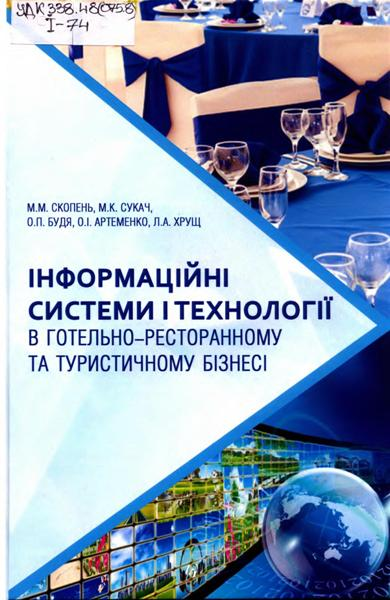 УДК 338.48(075.8)
І-74
М.М. СКОПЕНЬ, М.К. СУКАЧ,
О.П. БУДЯ, О.І. АРТЕМЕНКО, Л.А. ХРУЩ
ІНФОРМАЦІЙНІ
СИСТЕМИ І ТЕХНОЛОГІЇ
В ГОТЕЛЬНО-РЕСТОРАННОМУ
ТА ТУРИСТИЧНОМУ БІЗНЕСІ